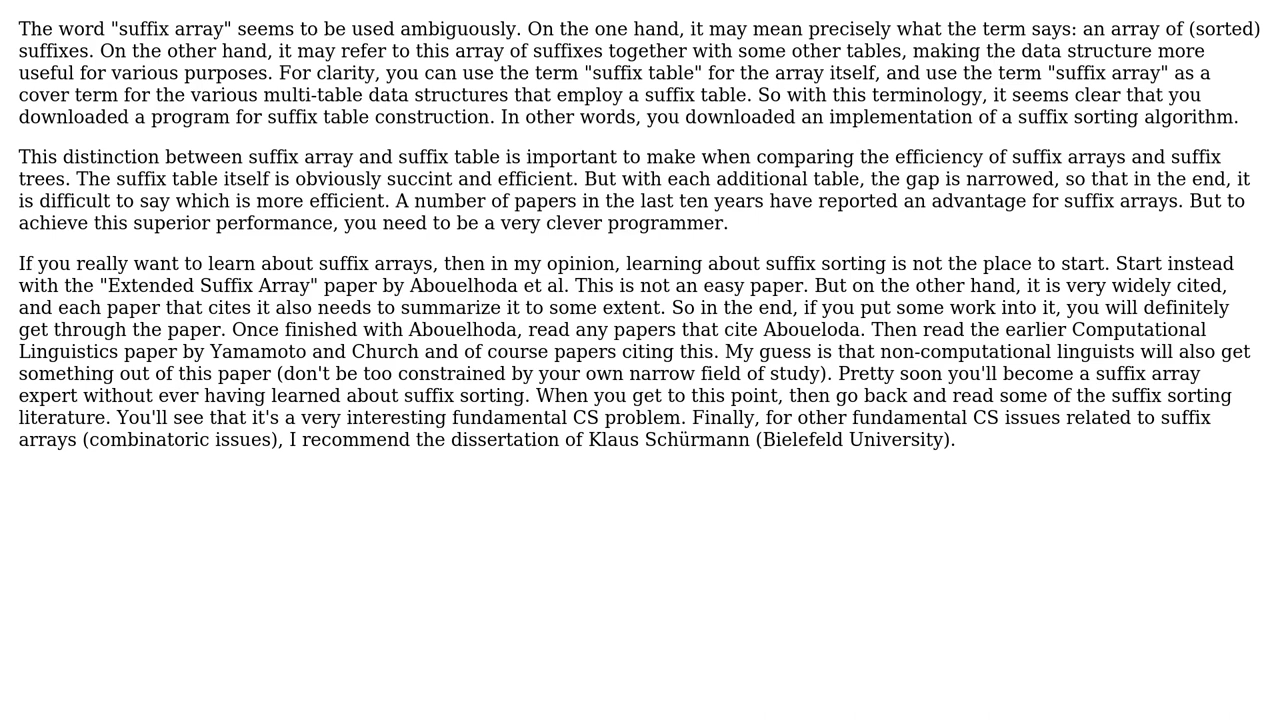 The word "suffix array" seems to be used ambiguously. On the one hand, it may mean precisely what the term says: an array of (sorted)
suffixes. On the other hand, it may refer to this array of suffixes together with some other tables, making the data structure more
useful for various purposes. For clarity, you can use the term "suffix table" for the array itself, and use the term "suffix array" as a
cover term for the various multi-table data structures that employ a suffix table. So with this terminology, it seems clear that you
downloaded a program for suffix table construction. In other words, you downloaded an implementation of a suffix sorting algorithm.
This distinction between suffix array and suffix table is important to make when comparing the efficiency of suffix arrays and suffix
trees. The suffix table itself is obviously succint and efficient. But with each additional table, the gap is narrowed, so that in the end, it
is difficult to say which is more efficient. A number of papers in the last ten years have reported an advantage for suffix arrays. But to
achieve this superior performance, you need to be a very clever programmer.
If you really want to learn about suffix arrays, then in my opinion, learning about suffix sorting is not the place to start. Start instead
with the "Extended Suffix Array" paper by Abouelhoda et al. This is not an easy paper. But on the other hand, it is very widely cited,
and each paper that cites it also needs to summarize it to some extent. So in the end, if you put some work into it, you will definitely
get through the paper. Once finished with Abouelhoda, read any papers that cite Aboueloda. Then read the earlier Computational
Linguistics paper by Yamamoto and Church and of course papers citing this. My guess is that non-computational linguists will also get
something out of this paper (don't be too constrained by your own narrow field of study). Pretty soon you'll become a suffix array
expert without ever having learned about suffix sorting. When you get to this point, then go back and read some of the suffix sorting
literature. You'll see that it's a very interesting fundamental CS problem. Finally, for other fundamental CS issues related to suffix
arrays (combinatoric issues), I recommend the dissertation of Klaus Schürmann (Bielefeld University).